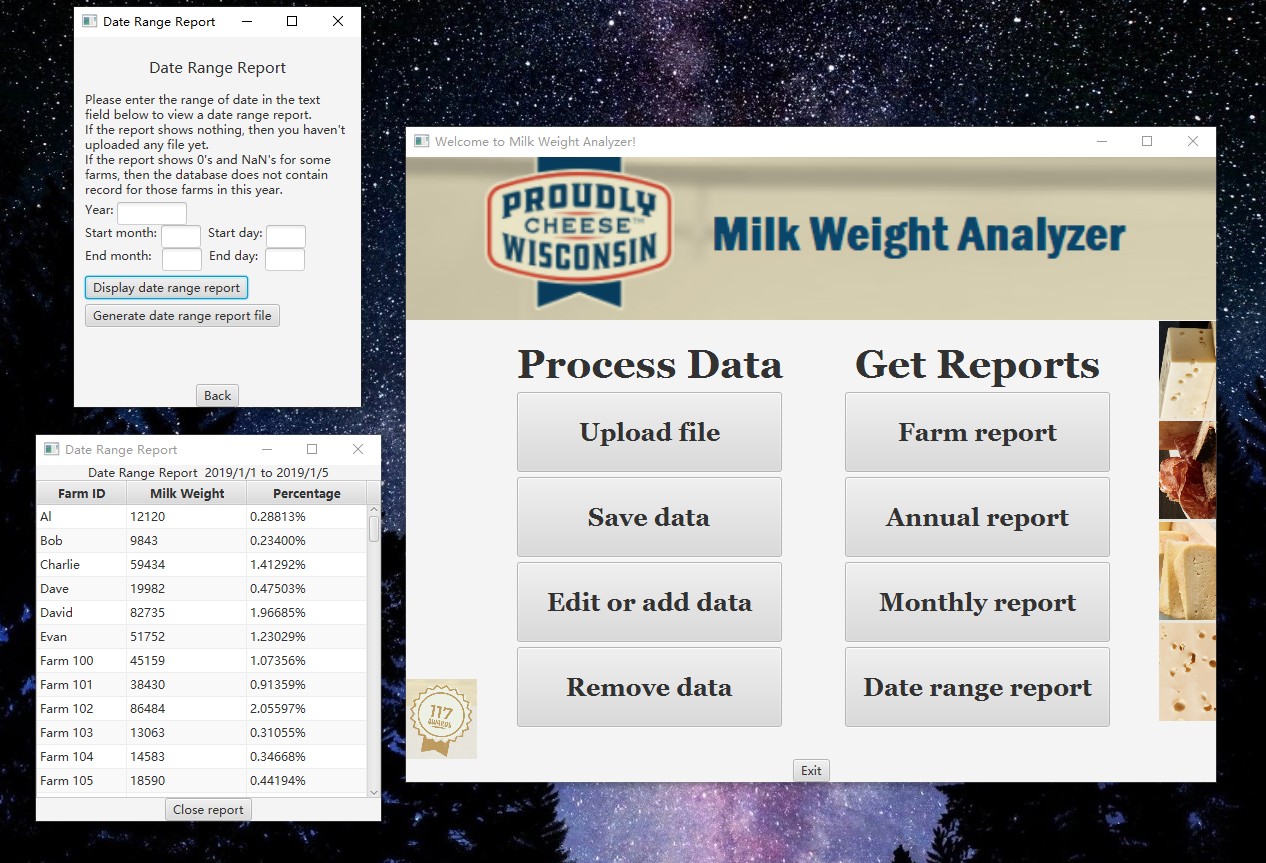 Date Range Report
Date Range Report
Please enter the range of date in the text
field below to view a date range report.
If the report shows nothing, then you haven't
uploaded any file yet.
If the report shows 0's and NaN's for some
farms, then the database does not contain
record for those farms in this year.
Year:
Start month: Start day:
End month: End day:
Display date range report
Generate date range report file
Back
Date Range Report
Date Range Report 2019/1/1 to 2019/1/5
Farm ID Milk Weight Percentage
Al 12120 0.28813%
Bob 9843 0.23400%
Charlie 59434 1.41292%
Dave 19982 0.47503%
David 82735 1.96685%
Evan 51752 1.23029%
Farm 100 45159 1.07356%
Farm 101 38430 0.91359%
Farm 102 86484 2.05597%
Farm 103 13063 0.31055%
Farm 104 14583 0.34668%
Farm 105 18590 0.44194%
Close report
Welcome to Milk Weight Analyzer!
PROUDLY
CHEESE™
WISCONSIN
Milk Weight Analyzer
Process Data
Upload file
Save data
Edit or add data
Remove data
Get Reports
Farm report
Annual report
Monthly report
Date range report
117
AWARDS
Exit